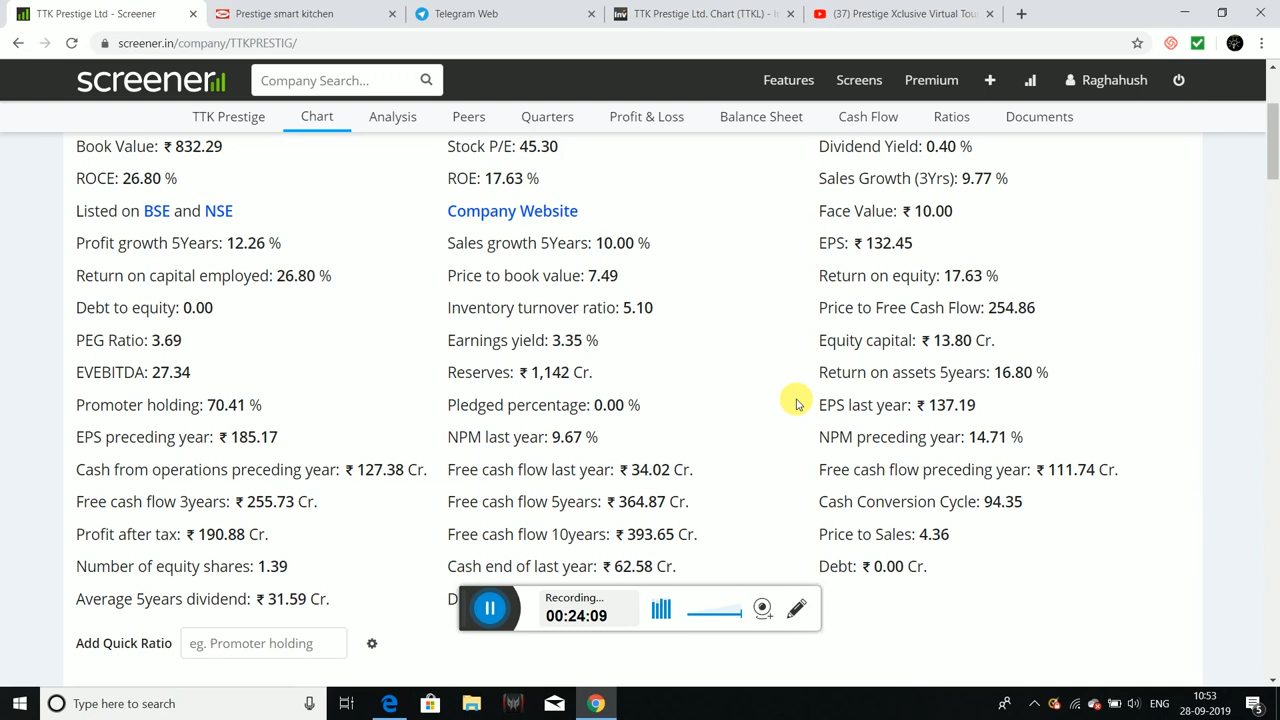 TTK Prestige Ltd - Screener
Prestige smart kitchen
Telegram Web
TTK Prestige Ltd. Chart (TTKL) - I
(37) Prestige Xclusive Virtual Tou
screener.in/company/TTKPRESTIG/
screener
Company Search...
Features Screens Premium Raghahush
TTK Prestige Chart Analysis Peers Quarters Profit & Loss Balance Sheet Cash Flow Ratios Documents
Book Value: ₹ 832.29 Stock P/E: 45.30 Dividend Yield: 0.40 %
ROCE: 26.80 % ROE: 17.63 % Sales Growth (3Yrs): 9.77 %
Listed on BSE and NSE Company Website Face Value: ₹ 10.00
Profit growth 5Years: 12.26 % Sales growth 5Years: 10.00 % EPS: ₹ 132.45
Return on capital employed: 26.80 % Price to book value: 7.49 Return on equity: 17.63 %
Debt to equity: 0.00 Inventory turnover ratio: 5.10 Price to Free Cash Flow: 254.86
PEG Ratio: 3.69 Earnings yield: 3.35 % Equity capital: ₹ 13.80 Cr.
EVEBITDA: 27.34 Reserves: ₹ 1,142 Cr. Return on assets 5years: 16.80 %
Promoter holding: 70.41 % Pledged percentage: 0.00 % EPS last year: ₹ 137.19
EPS preceding year: ₹ 185.17 NPM last year: 9.67 % NPM preceding year: 14.71 %
Cash from operations preceding year: ₹ 127.38 Cr. Free cash flow last year: ₹ 34.02 Cr. Free cash flow preceding year: ₹ 111.74 Cr.
Free cash flow 3years: ₹ 255.73 Cr. Free cash flow 5years: ₹ 364.87 Cr. Cash Conversion Cycle: 94.35
Profit after tax: ₹ 190.88 Cr. Free cash flow 10years: ₹ 393.65 Cr. Price to Sales: 4.36
Number of equity shares: 1.39 Cash end of last year: ₹ 62.58 Cr. Debt: ₹ 0.00 Cr.
Average 5years dividend: ₹ 31.59 Cr.
Recording...
00:24:09
Add Quick Ratio eg. Promoter holding
Type here to search
ENG
10:53
28-09-2019
5